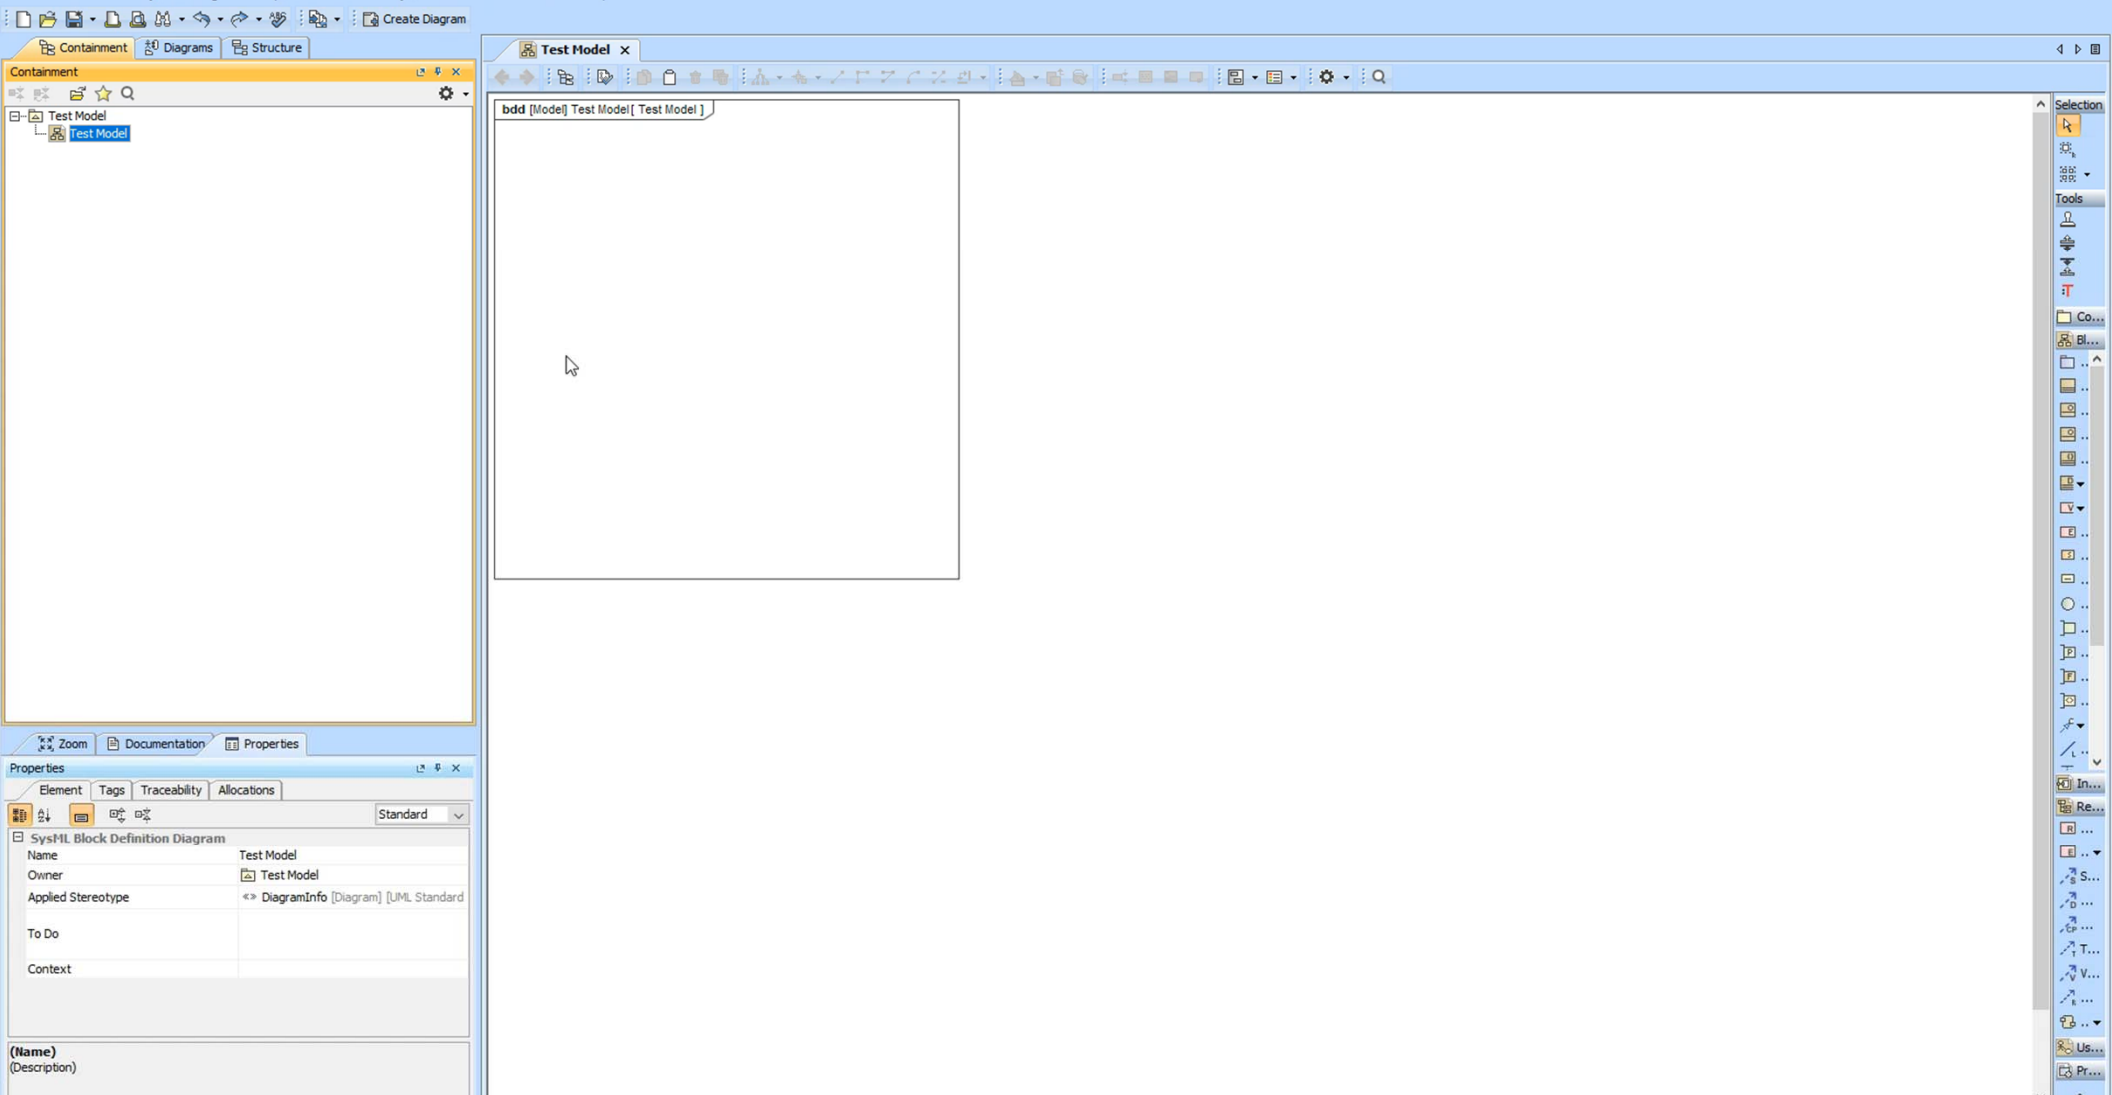 Create Diagram
Containment Diagrams Structure
Containment
Test Model
Test Model
Zoom Documentation Properties
Properties
Element Tags Traceability Allocations
Standard
SysML Block Definition Diagram
Name Test Model
Owner Test Model
Applied Stereotype «» DiagramInfo [Diagram] [UML Standard
To Do
Context
(Name)
(Description)
Test Model
bdd [Model] Test Model[ Test Model ]
Selection
Tools
:T
Co...
Bl...
In...
Re...
S...
D ...
...
T...
V...
Us...
Pr...